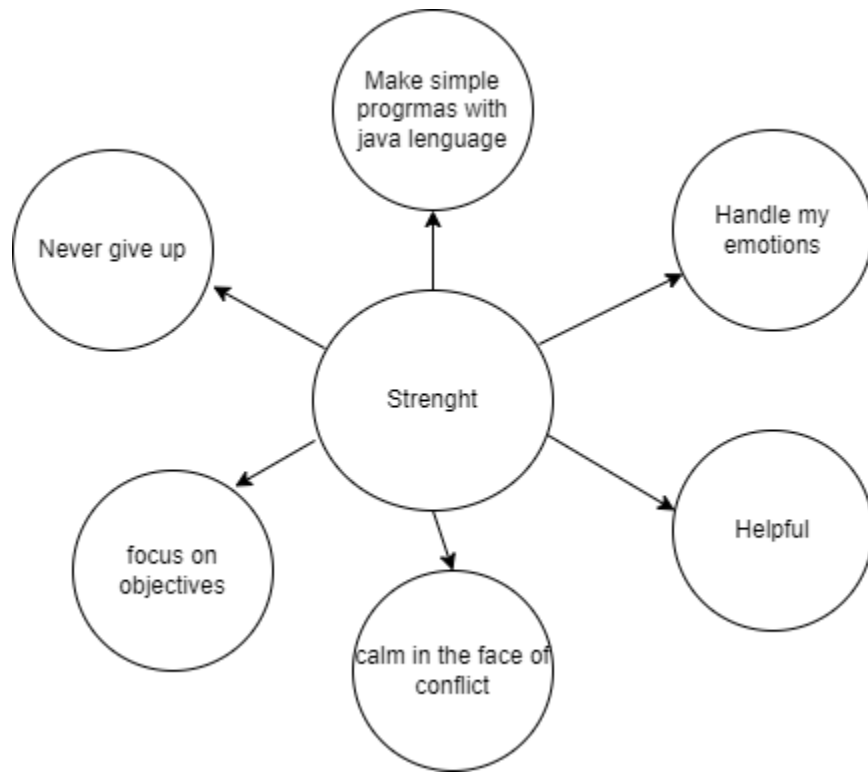 Make simple
progrmas with
java lenguage
Handle my
emotions
Never give up
Strenght
Helpful
focus on
objectives
calm in the face of
conflict